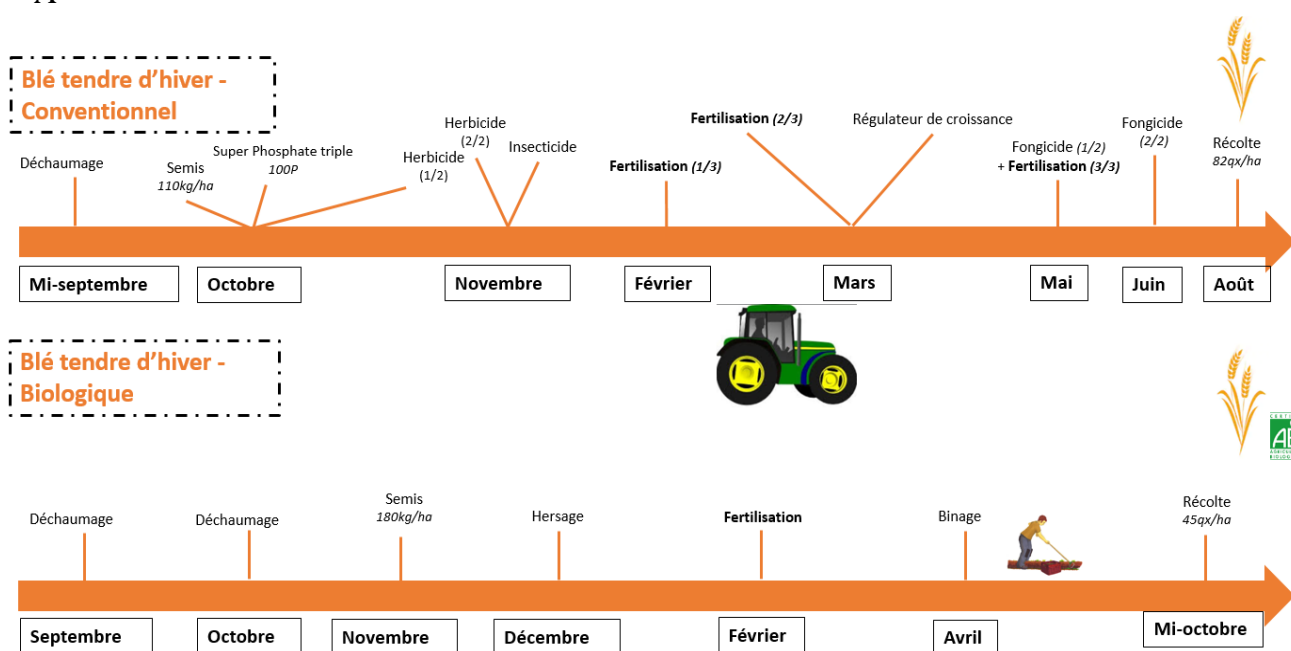 Blé tendre d'hiver -
Conventionnel
Déchaumage
Semis
110kg/ha
Super Phosphate triple
100P
Herbicide
(1/2)
Herbicide
(2/2)
Insecticide
Fertilisation (1/3)
Fertilisation (2/3)
Régulateur de croissance
Fongicide (1/2)
+ Fertilisation (3/3)
Fongicide
(2/2)
Récolte
82qx/ha
Mi-septembre
Octobre
Novembre
Février
Mars
Mai
Juin
Août
Blé tendre d'hiver -
Biologique
Déchaumage
Déchaumage
Semis
180kg/ha
Hersage
Fertilisation
Binage
Récolte
45qx/ha
Septembre
Octobre
Novembre
Décembre
Février
Avril
Mi-octobre